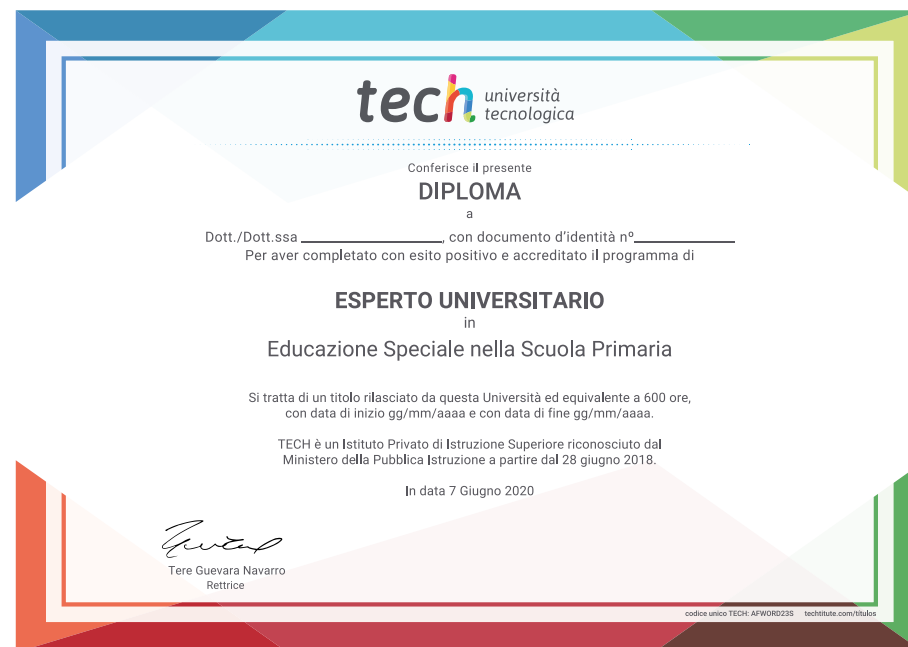 tech università
tecnologica
Conferisce il presente
DIPLOMA
a
Dott./Dott.ssa ________________, con documento d'identità nº____________
Per aver completato con esito positivo e accreditato il programma di
ESPERTO UNIVERSITARIO
in
Educazione Speciale nella Scuola Primaria
Si tratta di un titolo rilasciato da questa Università ed equivalente a 600 ore,
con data di inizio gg/mm/aaaa e con data di fine gg/mm/aaaa.
TECH è un Istituto Privato di Istruzione Superiore riconosciuto dal
Ministero della Pubblica Istruzione a partire dal 28 giugno 2018.
In data 7 Giugno 2020
Tere Guevara Navarro
Rettrice
codice unico TECH: AFWORD23S techtitute.com/titulos